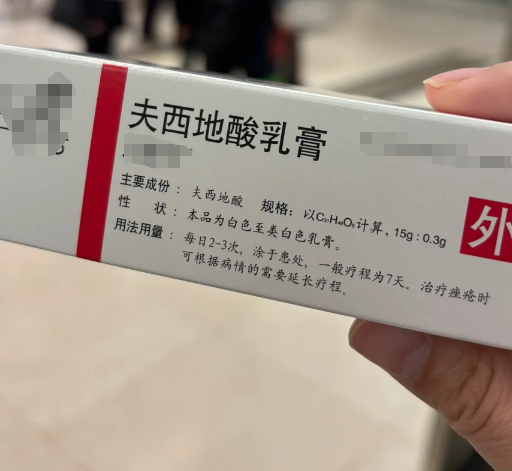 夫西地酸乳膏
主要成份：夫西地酸 规格：以C₃₁H₄₈O₆计算，15g：0.3g
性 状：本品为白色至类白色乳膏。
用法用量：每日2-3次，涂于患处，一般疗程为7天。治疗痤疮时
可根据病情的需要延长疗程。
外